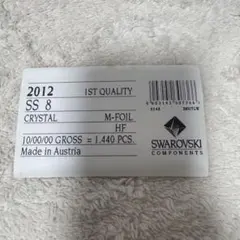 2012 1ST QUALITY
SS 8
CRYSTAL M-FOIL
HF
10/00/00 GROSS = 1,440 PCS
Made in Austria
SWAROVSKI
COMPONENTS